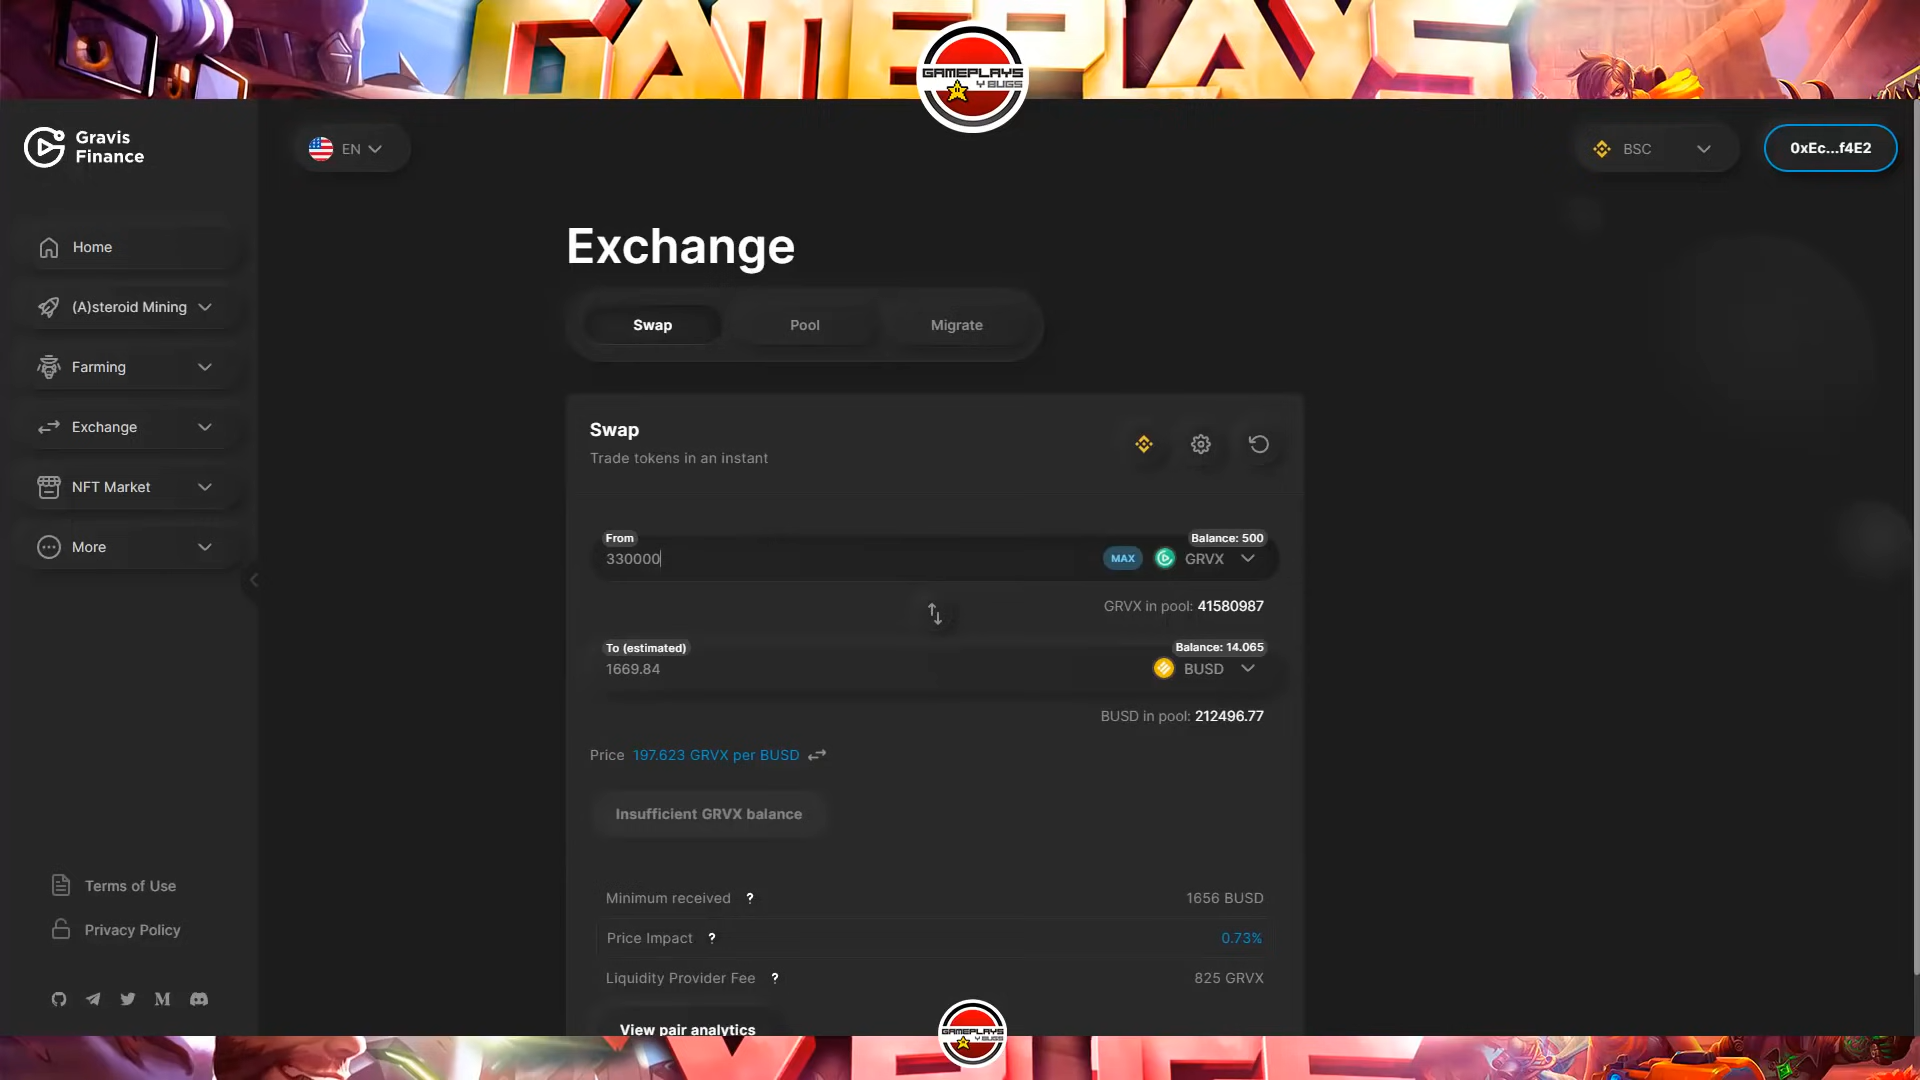 GAMEPLAYS
GAMEPLAYS
Y BUGS
Gravis
Finance
EN
BSC
0xEc...f4E2
Home
(A)steroid Mining
Farming
Exchange
NFT Market
More
Exchange
Swap
Pool
Migrate
Swap
Trade tokens in an instant
From
Balance: 500
330000
MAX
GRVX
GRVX in pool: 41580987
To (estimated)
Balance: 14.065
1669.84
BUSD
BUSD in pool: 212496.77
Price 197.623 GRVX per BUSD
Insufficient GRVX balance
Minimum received ?
1656 BUSD
Price Impact ?
0.73%
Liquidity Provider Fee ?
825 GRVX
View pair analytics
Terms of Use
Privacy Policy
GAMEPLAYS
Y BUGS